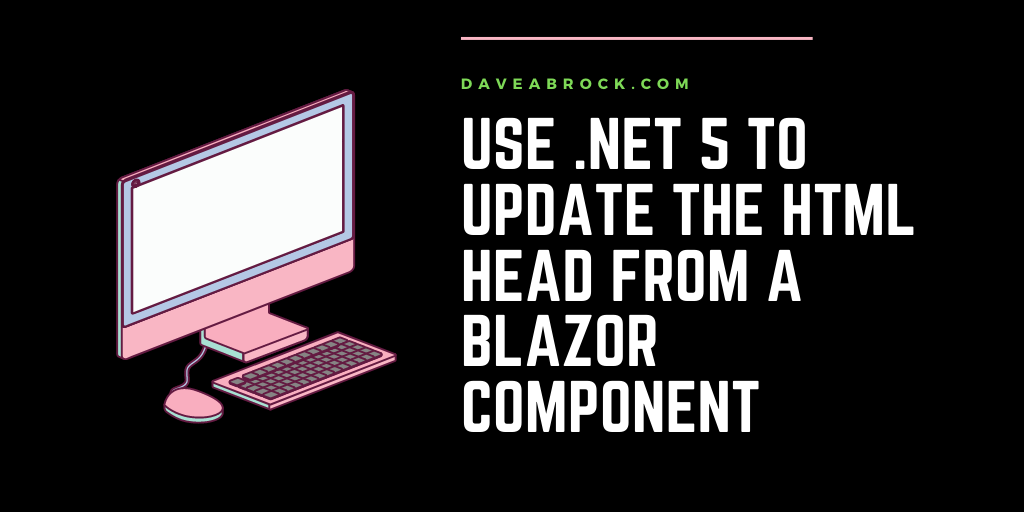 DAVEABROCK.COM
USE .NET 5 TO
UPDATE THE HTML
HEAD FROM A
BLAZOR
COMPONENT